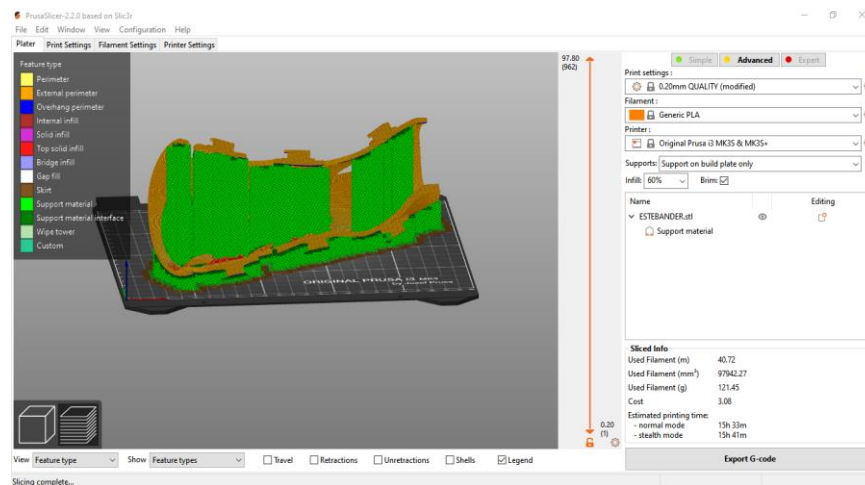 PrusaSlicer-2.2.0 based on Slic3r
File Edit Window View Configuration Help
Plater Print Settings Filament Settings Printer Settings
Feature type
Perimeter
External perimeter
Overhang perimeter
Internal infill
Solid infill
Top solid infill
Bridge infill
Gap fill
Skirt
Support material
Support material interface
Wipe tower
Custom
ORIGINAL PRUSA i3 MK3
by Josef Prusa
97.80
(962)
0.20
(1)
Simple Advanced Expert
Print settings :
0.20mm QUALITY (modified)
Filament :
Generic PLA
Printer :
Original Prusa i3 MK3S & MK3S+
Supports: Support on build plate only
Infill: 60% Brim:
Name Editing
ESTEBANDER.stl
Support material
Sliced Info
Used Filament (m) 40.72
Used Filament (mm³) 97942.27
Used Filament (g) 121.45
Cost 3.08
Estimated printing time:
- normal mode 15h 33m
- stealth mode 15h 41m
View Feature type Show Feature types Travel Retractions Unretractions Shells Legend
Export G-code
Slicing complete...